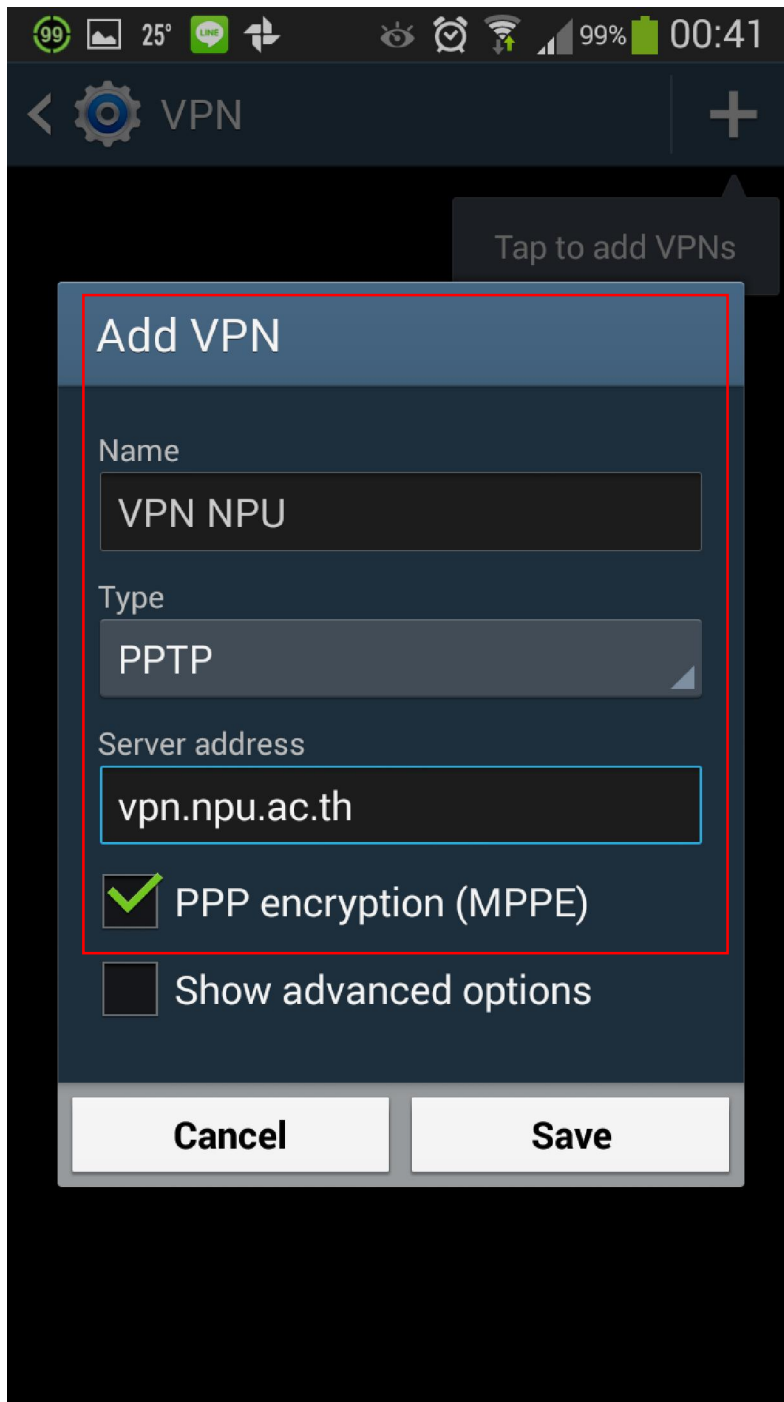 99 25° LINE 99% 00:41
VPN
Tap to add VPNs
Add VPN
Name
VPN NPU
Type
PPTP
Server address
vpn.npu.ac.th
PPP encryption (MPPE)
Show advanced options
Cancel Save